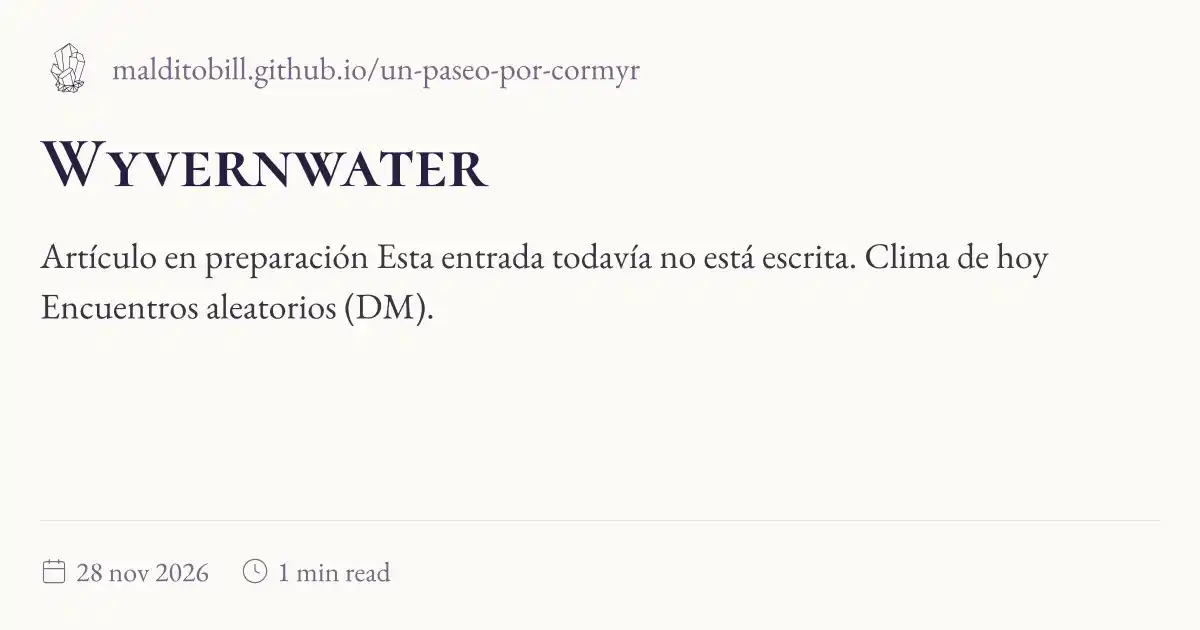 malditobill.github.io/un-paseo-por-cormyr
Wyvernwater
Artículo en preparación Esta entrada todavía no está escrita. Clima de hoy
Encuentros aleatorios (DM).
28 nov 2026 1 min read